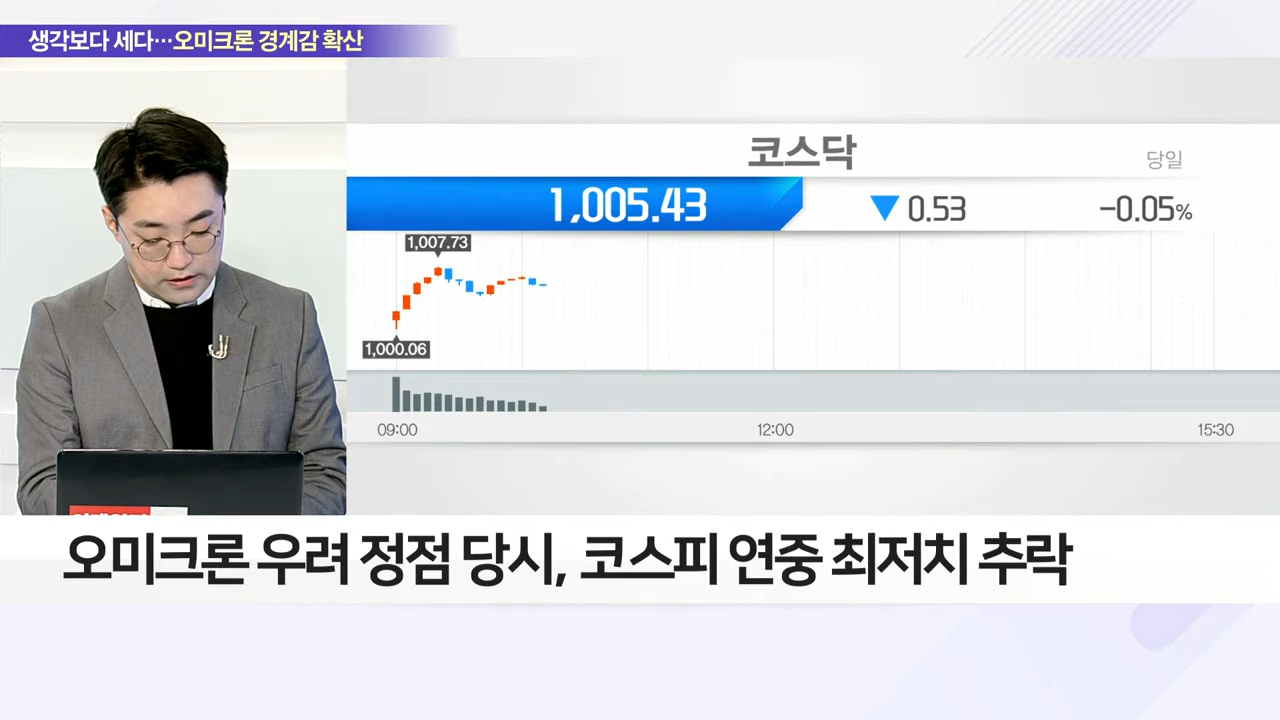 생각보다 세다…오미크론 경계감 확산
코스닥
당일
1,005.43 ▼ 0.53 -0.05%
1,007.73
1,000.06
09:00 12:00 15:30
오미크론 우려 정점 당시, 코스피 연중 최저치 추락